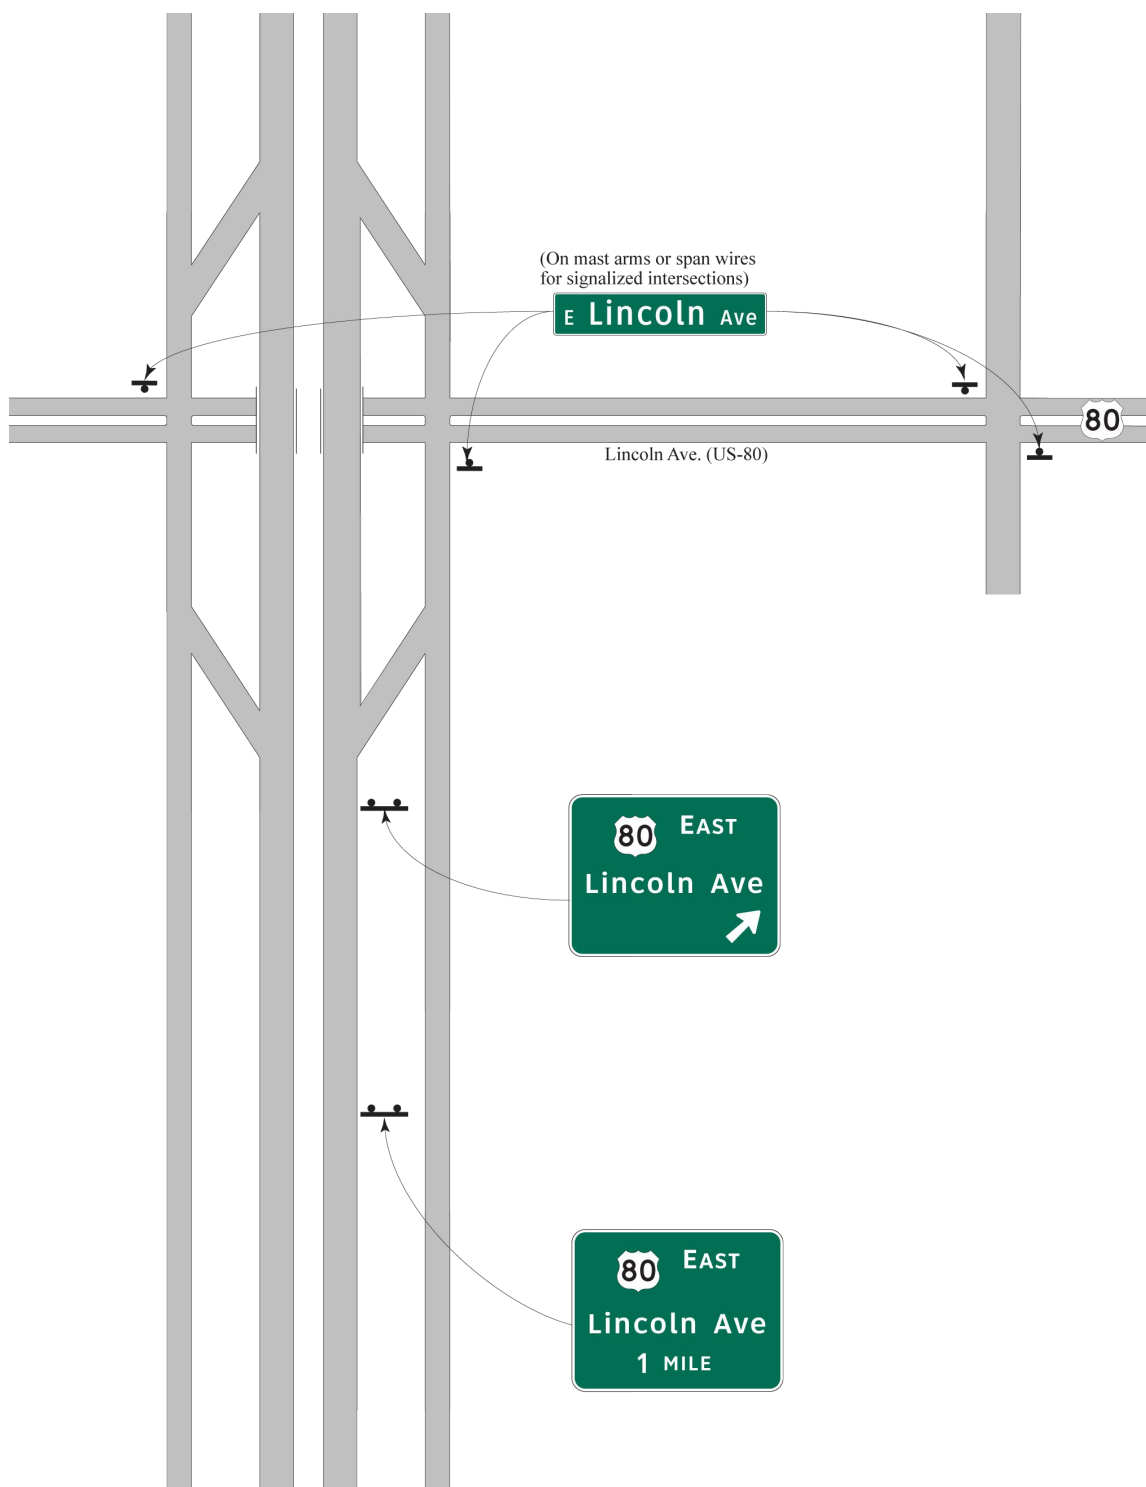 (On mast arms or span wires
for signalized intersections)
E Lincoln Ave
80
Lincoln Ave. (US-80)
80 EAST
Lincoln Ave
80 EAST
Lincoln Ave
1 MILE